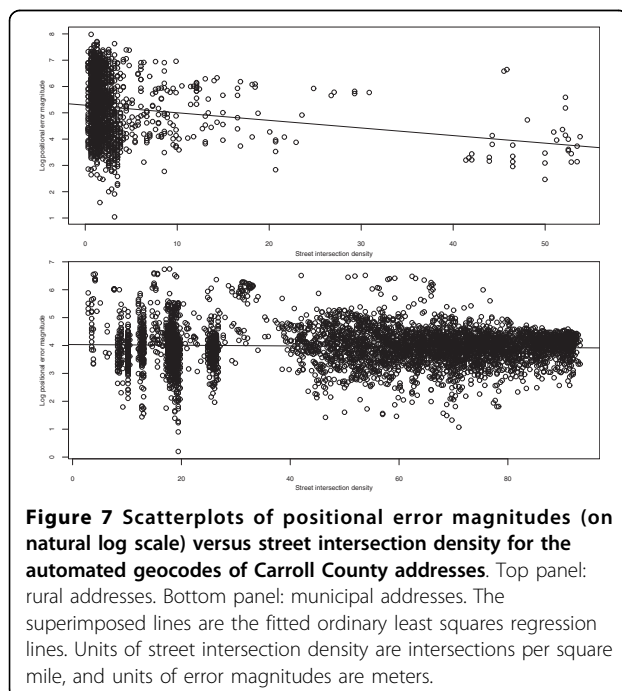 8
7
6
5
4
3
2
1
Log positional error magnitude
0 10 20 30 40 50
Street intersection density
7
6
5
4
3
2
1
0
Log positional error magnitude
0 20 40 60 80
Street intersection density
Figure 7 Scatterplots of positional error magnitudes (on
natural log scale) versus street intersection density for the
automated geocodes of Carroll County addresses. Top panel:
rural addresses. Bottom panel: municipal addresses. The
superimposed lines are the fitted ordinary least squares regression
lines. Units of street intersection density are intersections per square
mile, and units of error magnitudes are meters.